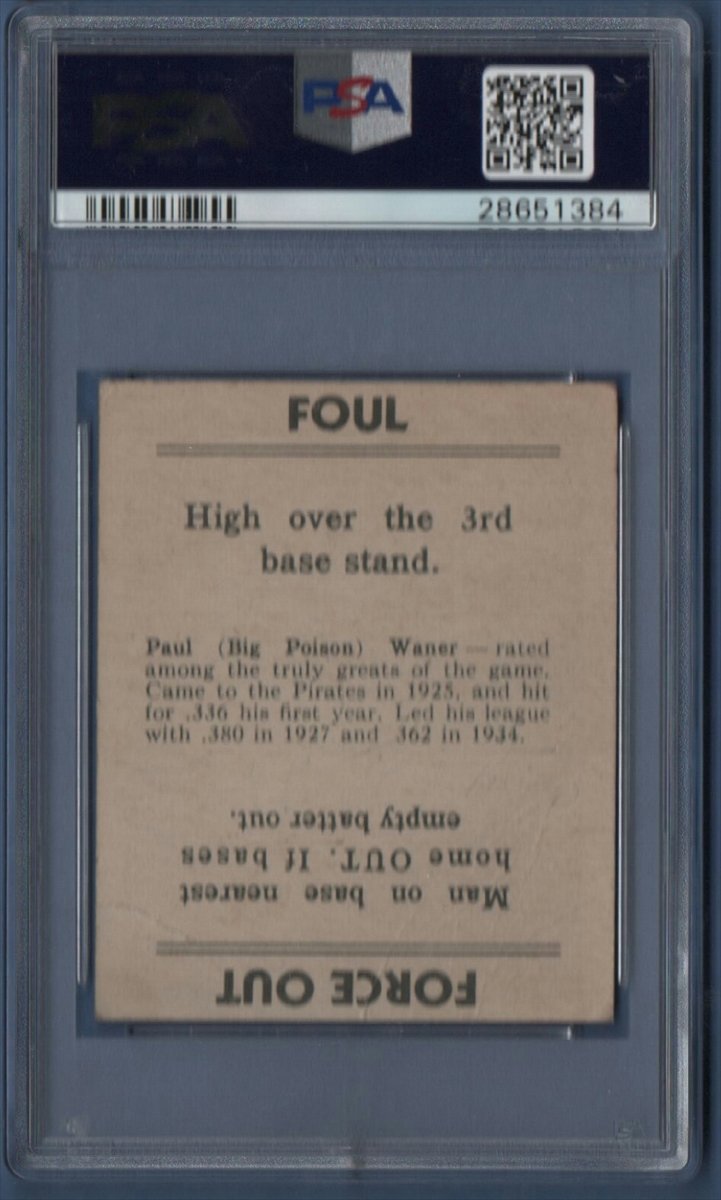 PSA
PSA
28651384
FOUL
High over the 3rd
base stand.
Paul (Big Poison) Waner — rated
among the truly greats of the game.
Came to the Pirates in 1925, and hit
for .336 his first year. Led his league
with .380 in 1927 and .362 in 1934.
FORCE OUT
Man on base nearest
home OUT. If bases
empty batter out.